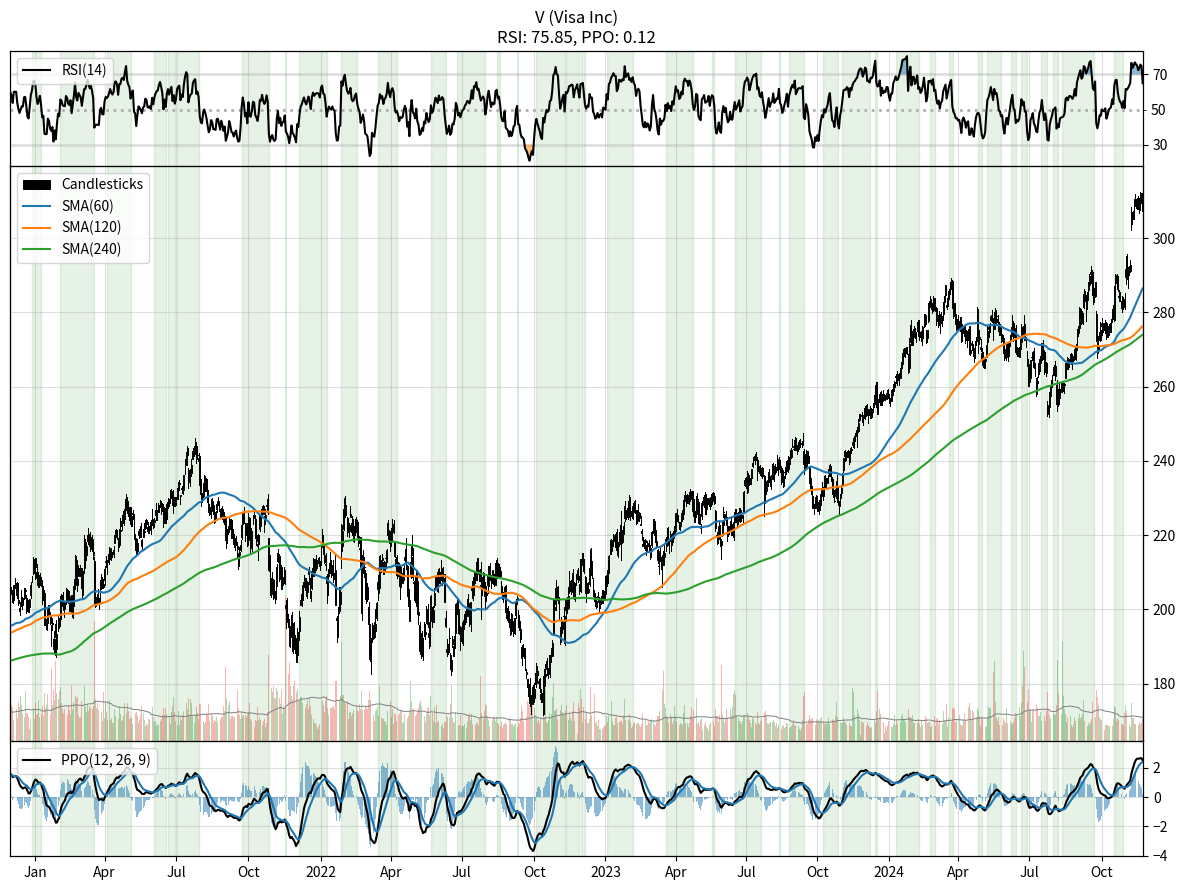 V (Visa Inc)
RSI: 75.85, PPO: 0.12
RSI(14)
70
50
30
Candlesticks
SMA(60)
SMA(120)
SMA(240)
300
280
260
240
220
200
180
PPO(12, 26, 9)
2
0
−2
−4
Jan Apr Jul Oct 2022 Apr Jul Oct 2023 Apr Jul Oct 2024 Apr Jul Oct